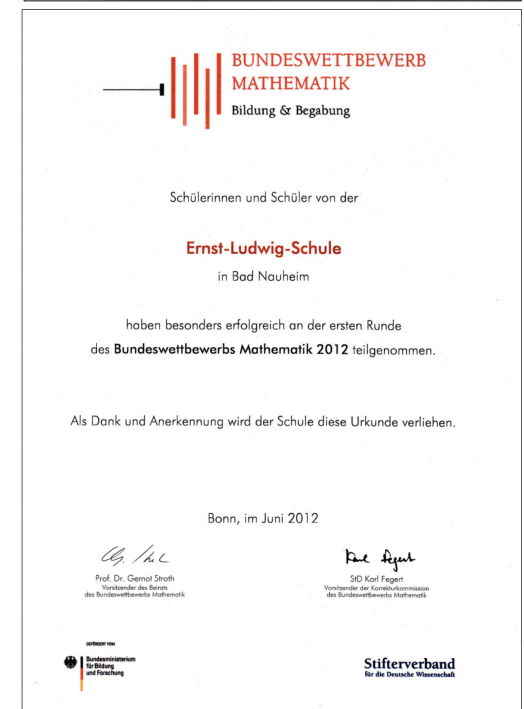 BUNDESWETTBEWERB
MATHEMATIK
Bildung & Begabung
Schülerinnen und Schüler von der
Ernst-Ludwig-Schule
in Bad Nauheim
haben besonders erfolgreich an der ersten Runde
des Bundeswettbewerbs Mathematik 2012 teilgenommen.
Als Dank und Anerkennung wird der Schule diese Urkunde verliehen.
Bonn, im Juni 2012
Karl Fegert
Prof. Dr. Gernot Stroth
Vorsitzender des Beirats
des Bundeswettbewerbs Mathematik
StD Karl Fegert
Vorsitzender der Korrekturkommission
des Bundeswettbewerbs Mathematik
GEFÖRDERT VOM
Bundesministerium
für Bildung
und Forschung
Stifterverband
für die Deutsche Wissenschaft